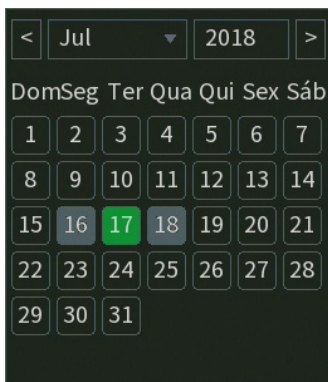 < Jul 2018 >
Dom Seg Ter Qua Qui Sex Sáb
1 2 3 4 5 6 7
8 9 10 11 12 13 14
15 16 17 18 19 20 21
22 23 24 25 26 27 28
29 30 31